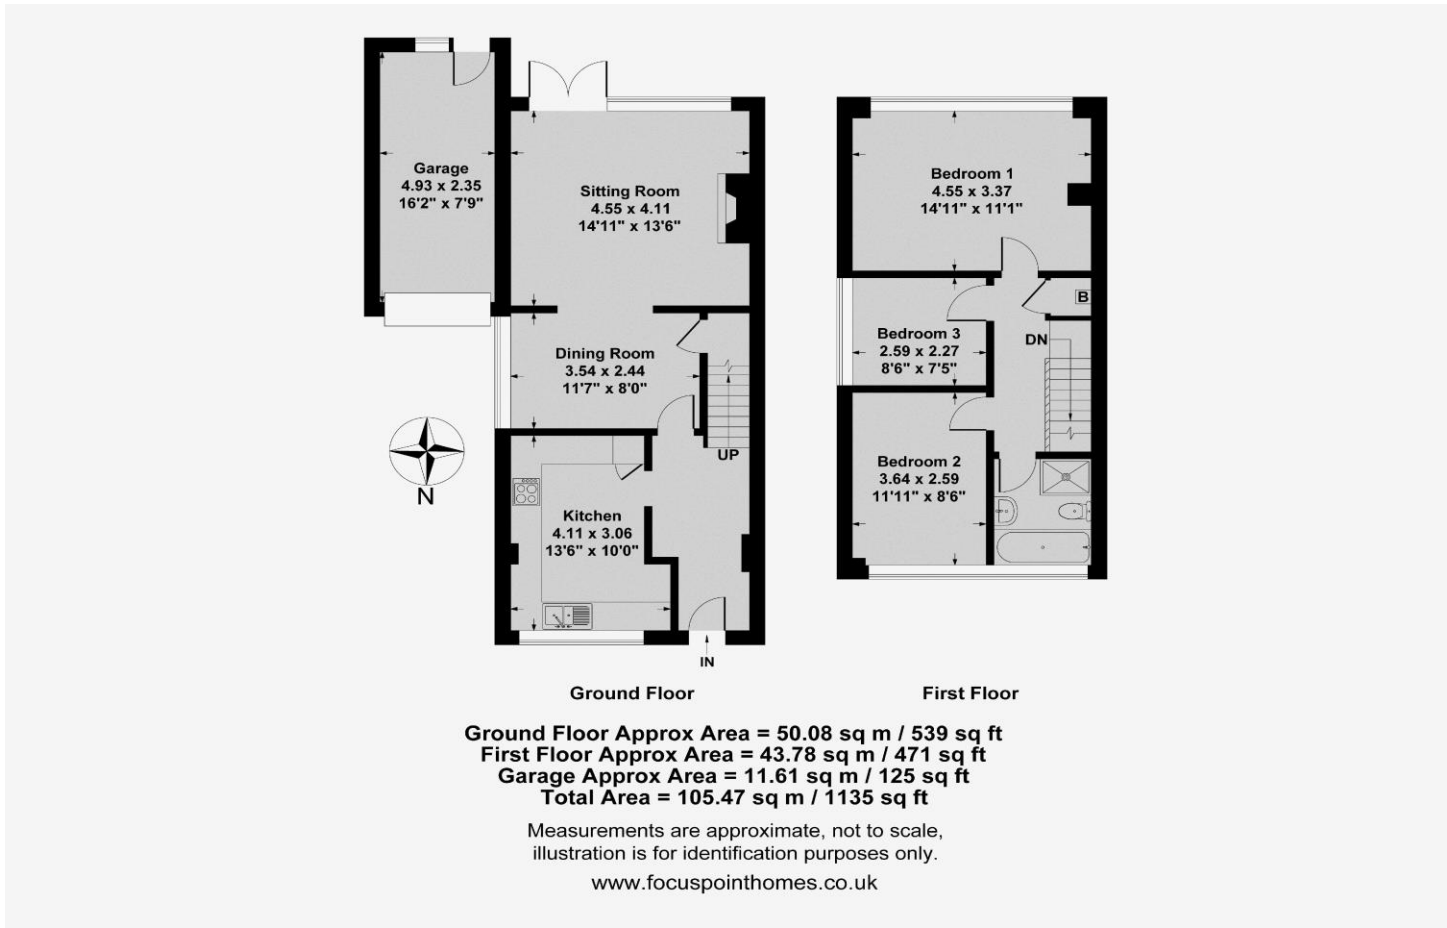 Garage
4.93 x 2.35
16'2" x 7'9"
Sitting Room
4.55 x 4.11
14'11" x 13'6"
Dining Room
3.54 x 2.44
11'7" x 8'0"
UP
Kitchen
4.11 x 3.06
13'6" x 10'0"
IN
N
Bedroom 1
4.55 x 3.37
14'11" x 11'1"
B
Bedroom 3
2.59 x 2.27
8'6" x 7'5"
DN
Bedroom 2
3.64 x 2.59
11'11" x 8'6"
Ground Floor
First Floor
Ground Floor Approx Area = 50.08 sq m / 539 sq ft
First Floor Approx Area = 43.78 sq m / 471 sq ft
Garage Approx Area = 11.61 sq m / 125 sq ft
Total Area = 105.47 sq m / 1135 sq ft
Measurements are approximate, not to scale,
illustration is for identification purposes only.
www.focuspointhomes.co.uk